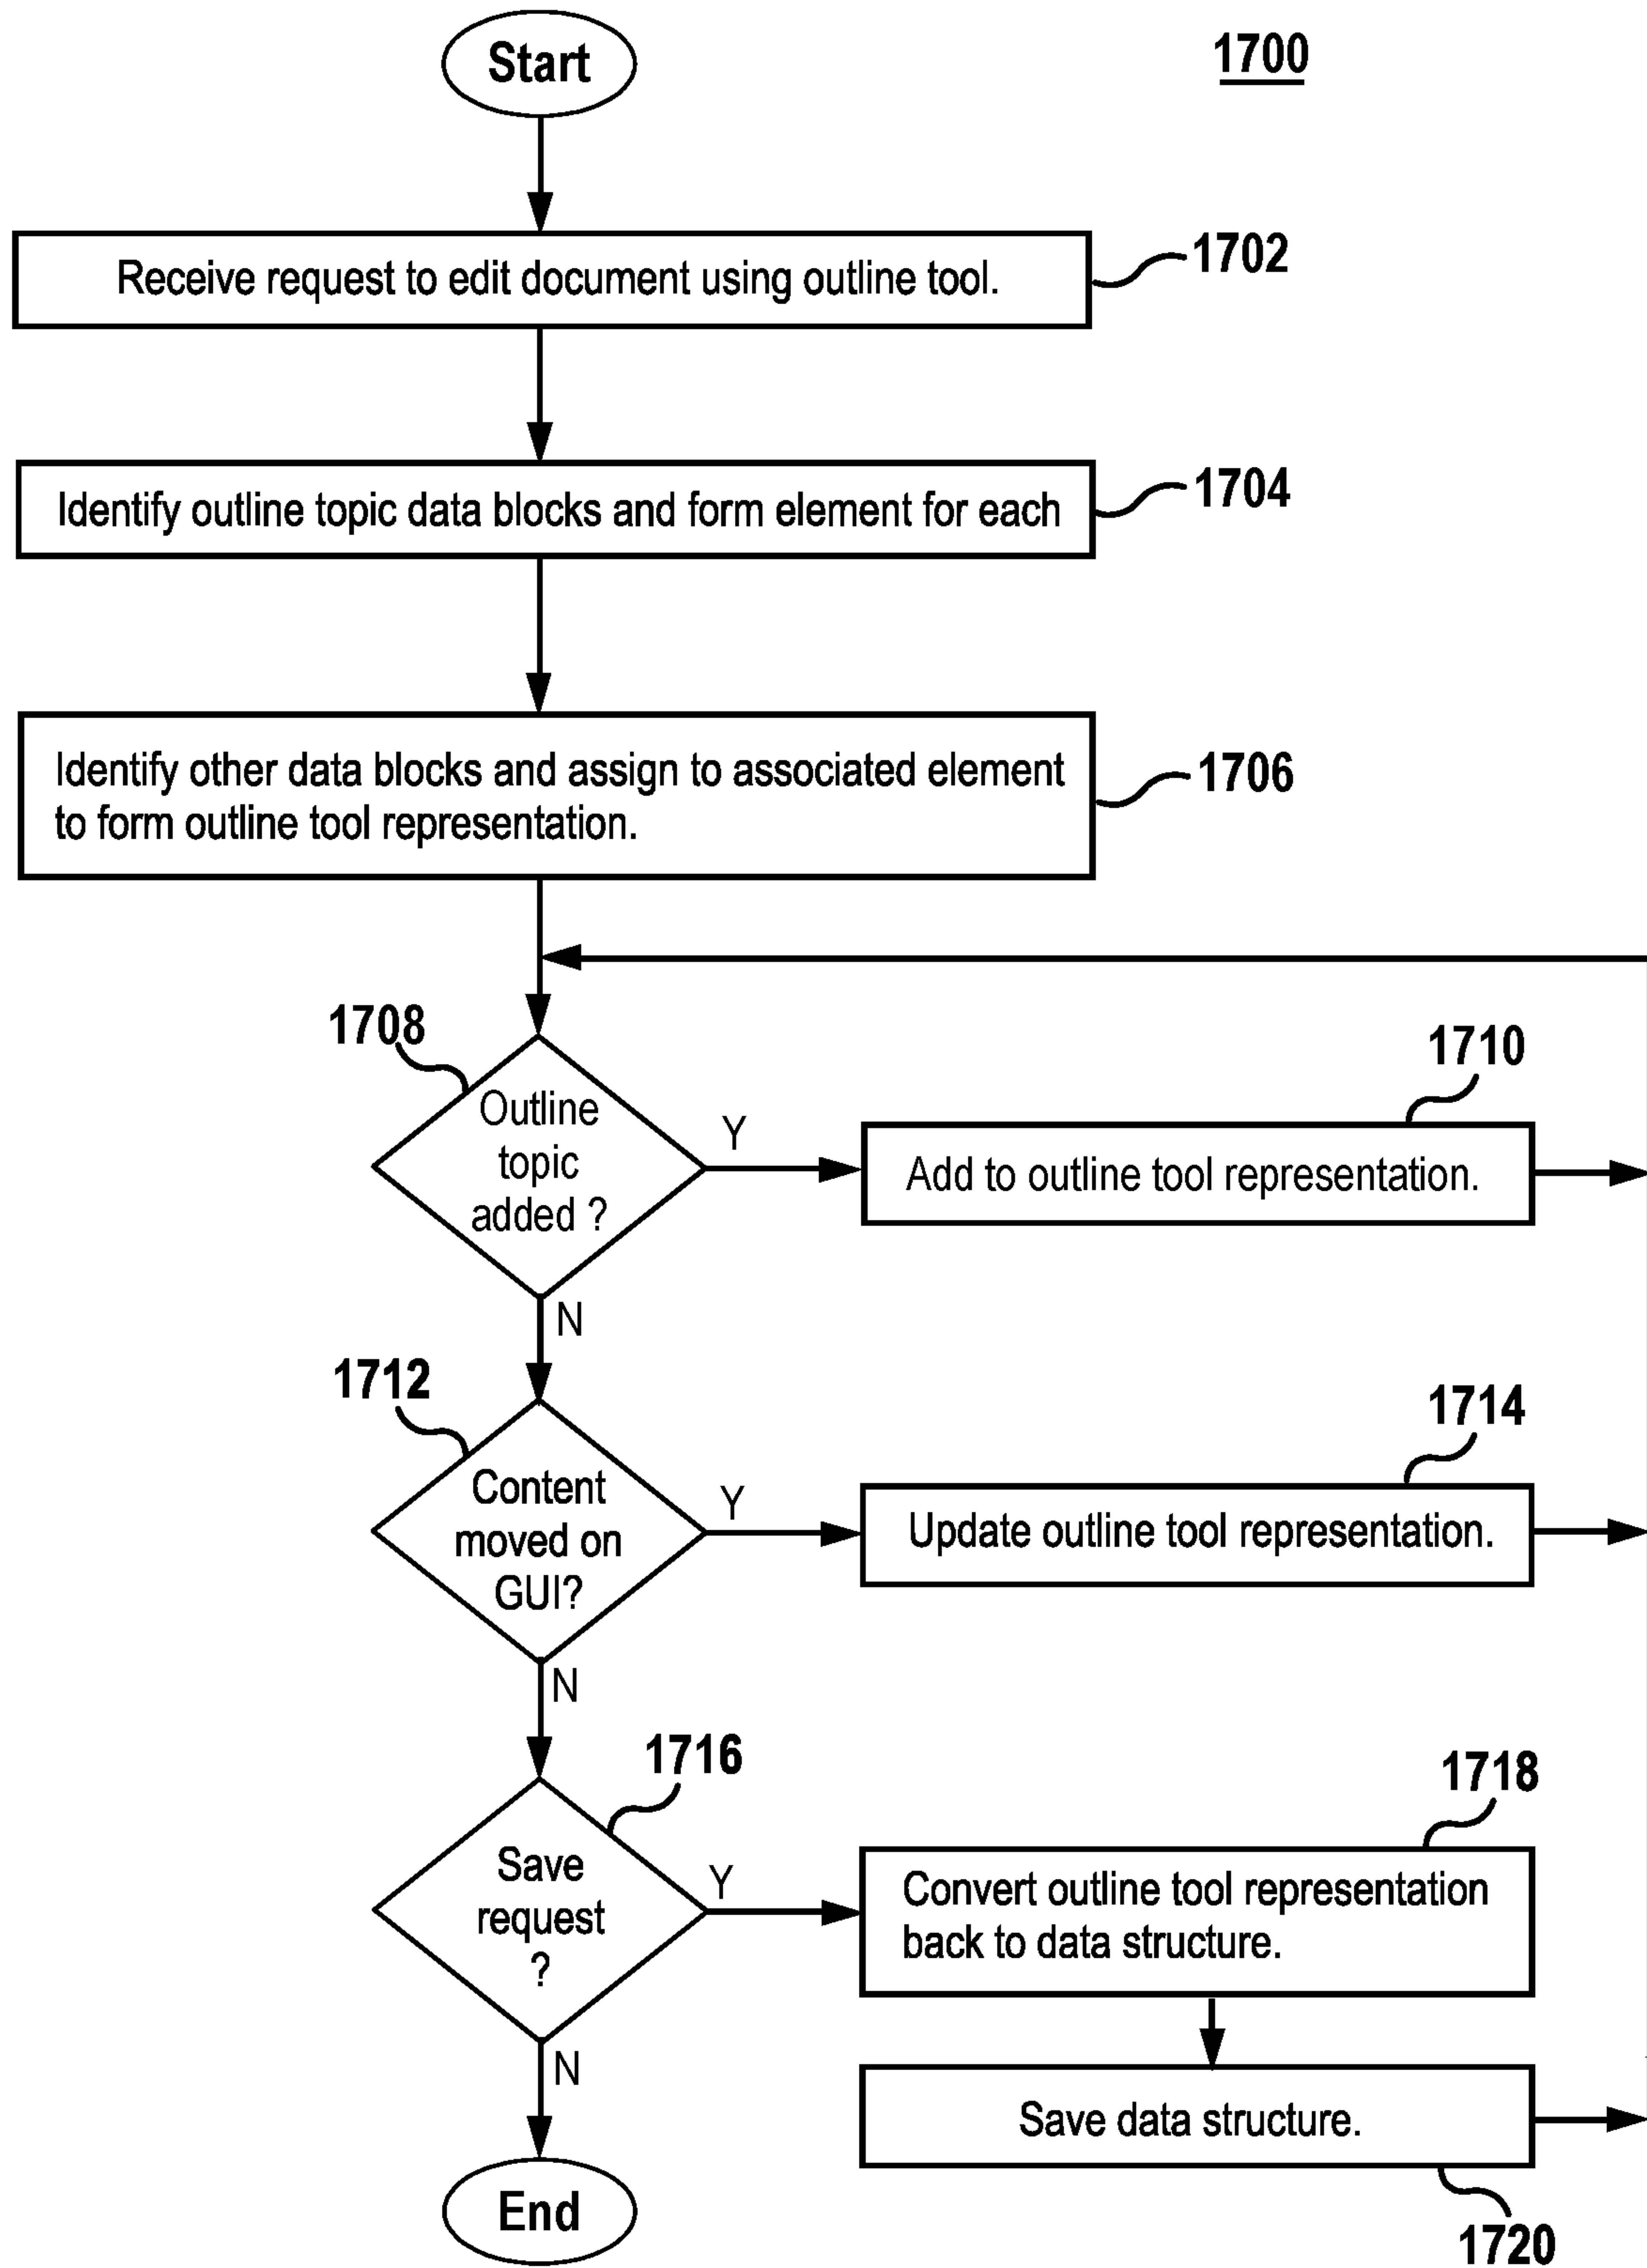 Start
1700
Receive request to edit document using outline tool.
1702
Identify outline topic data blocks and form element for each
1704
Identify other data blocks and assign to associated element
to form outline tool representation.
1706
1708
Outline
topic
added ?
Y
N
1710
Add to outline tool representation.
1712
Content
moved on
GUI?
Y
N
1714
Update outline tool representation.
1716
Save
request
?
Y
N
1718
Convert outline tool representation
back to data structure.
Save data structure.
1720
End